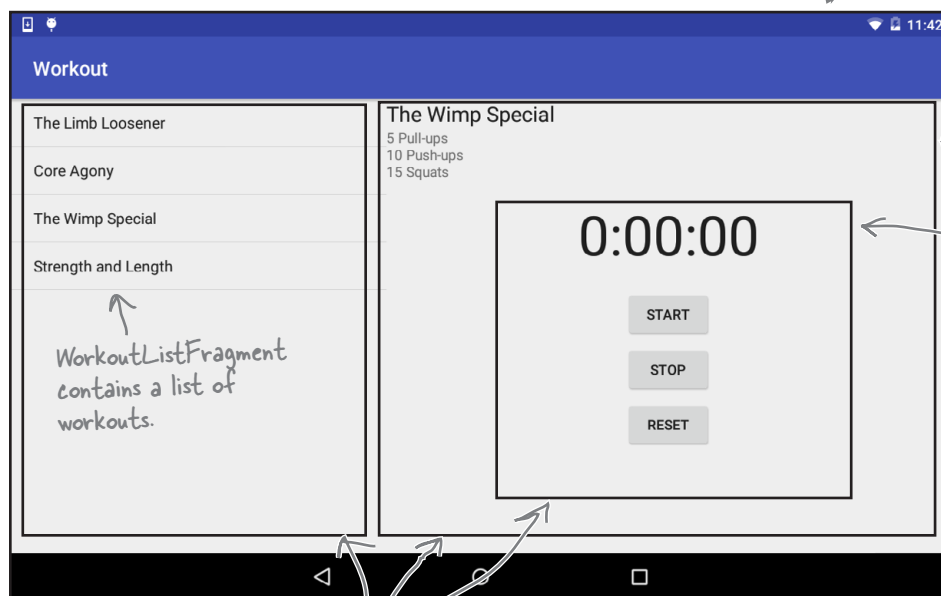 11:42
Workout
The Limb Loosener
Core Agony
The Wimp Special
Strength and Length
WorkoutListFragment
contains a list of
workouts.
The Wimp Special
5 Pull-ups
10 Push-ups
15 Squats
0:00:00
START
STOP
RESET